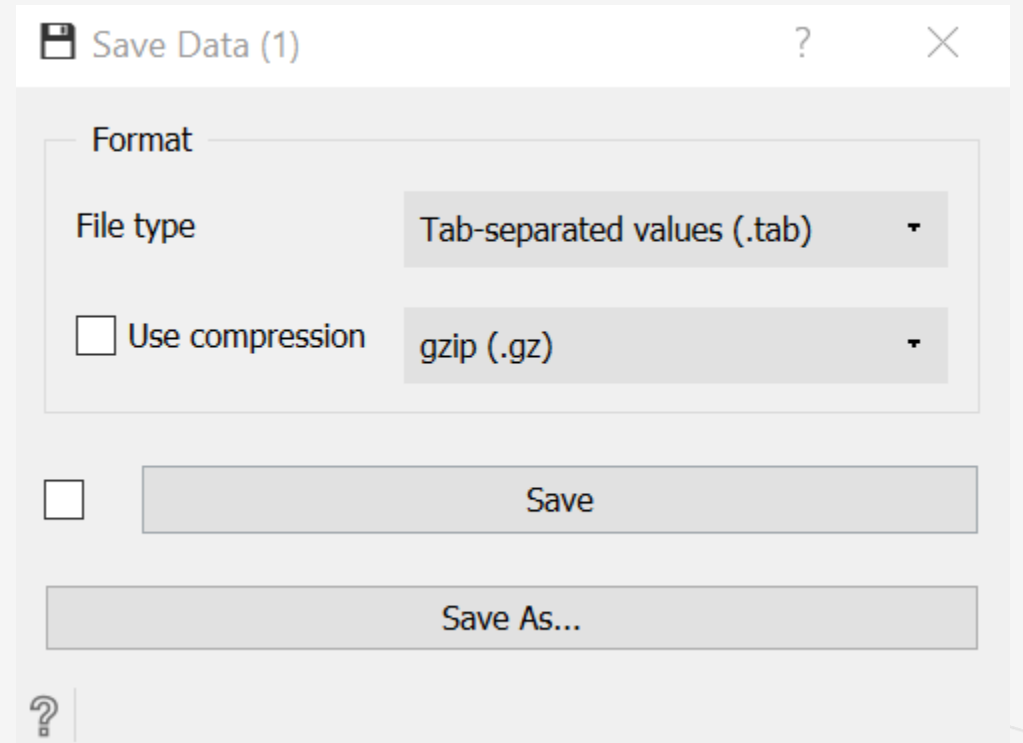 Save Data (1) ?
Format
File type Tab-separated values (.tab)
Use compression gzip (.gz)
Save
Save As...
?